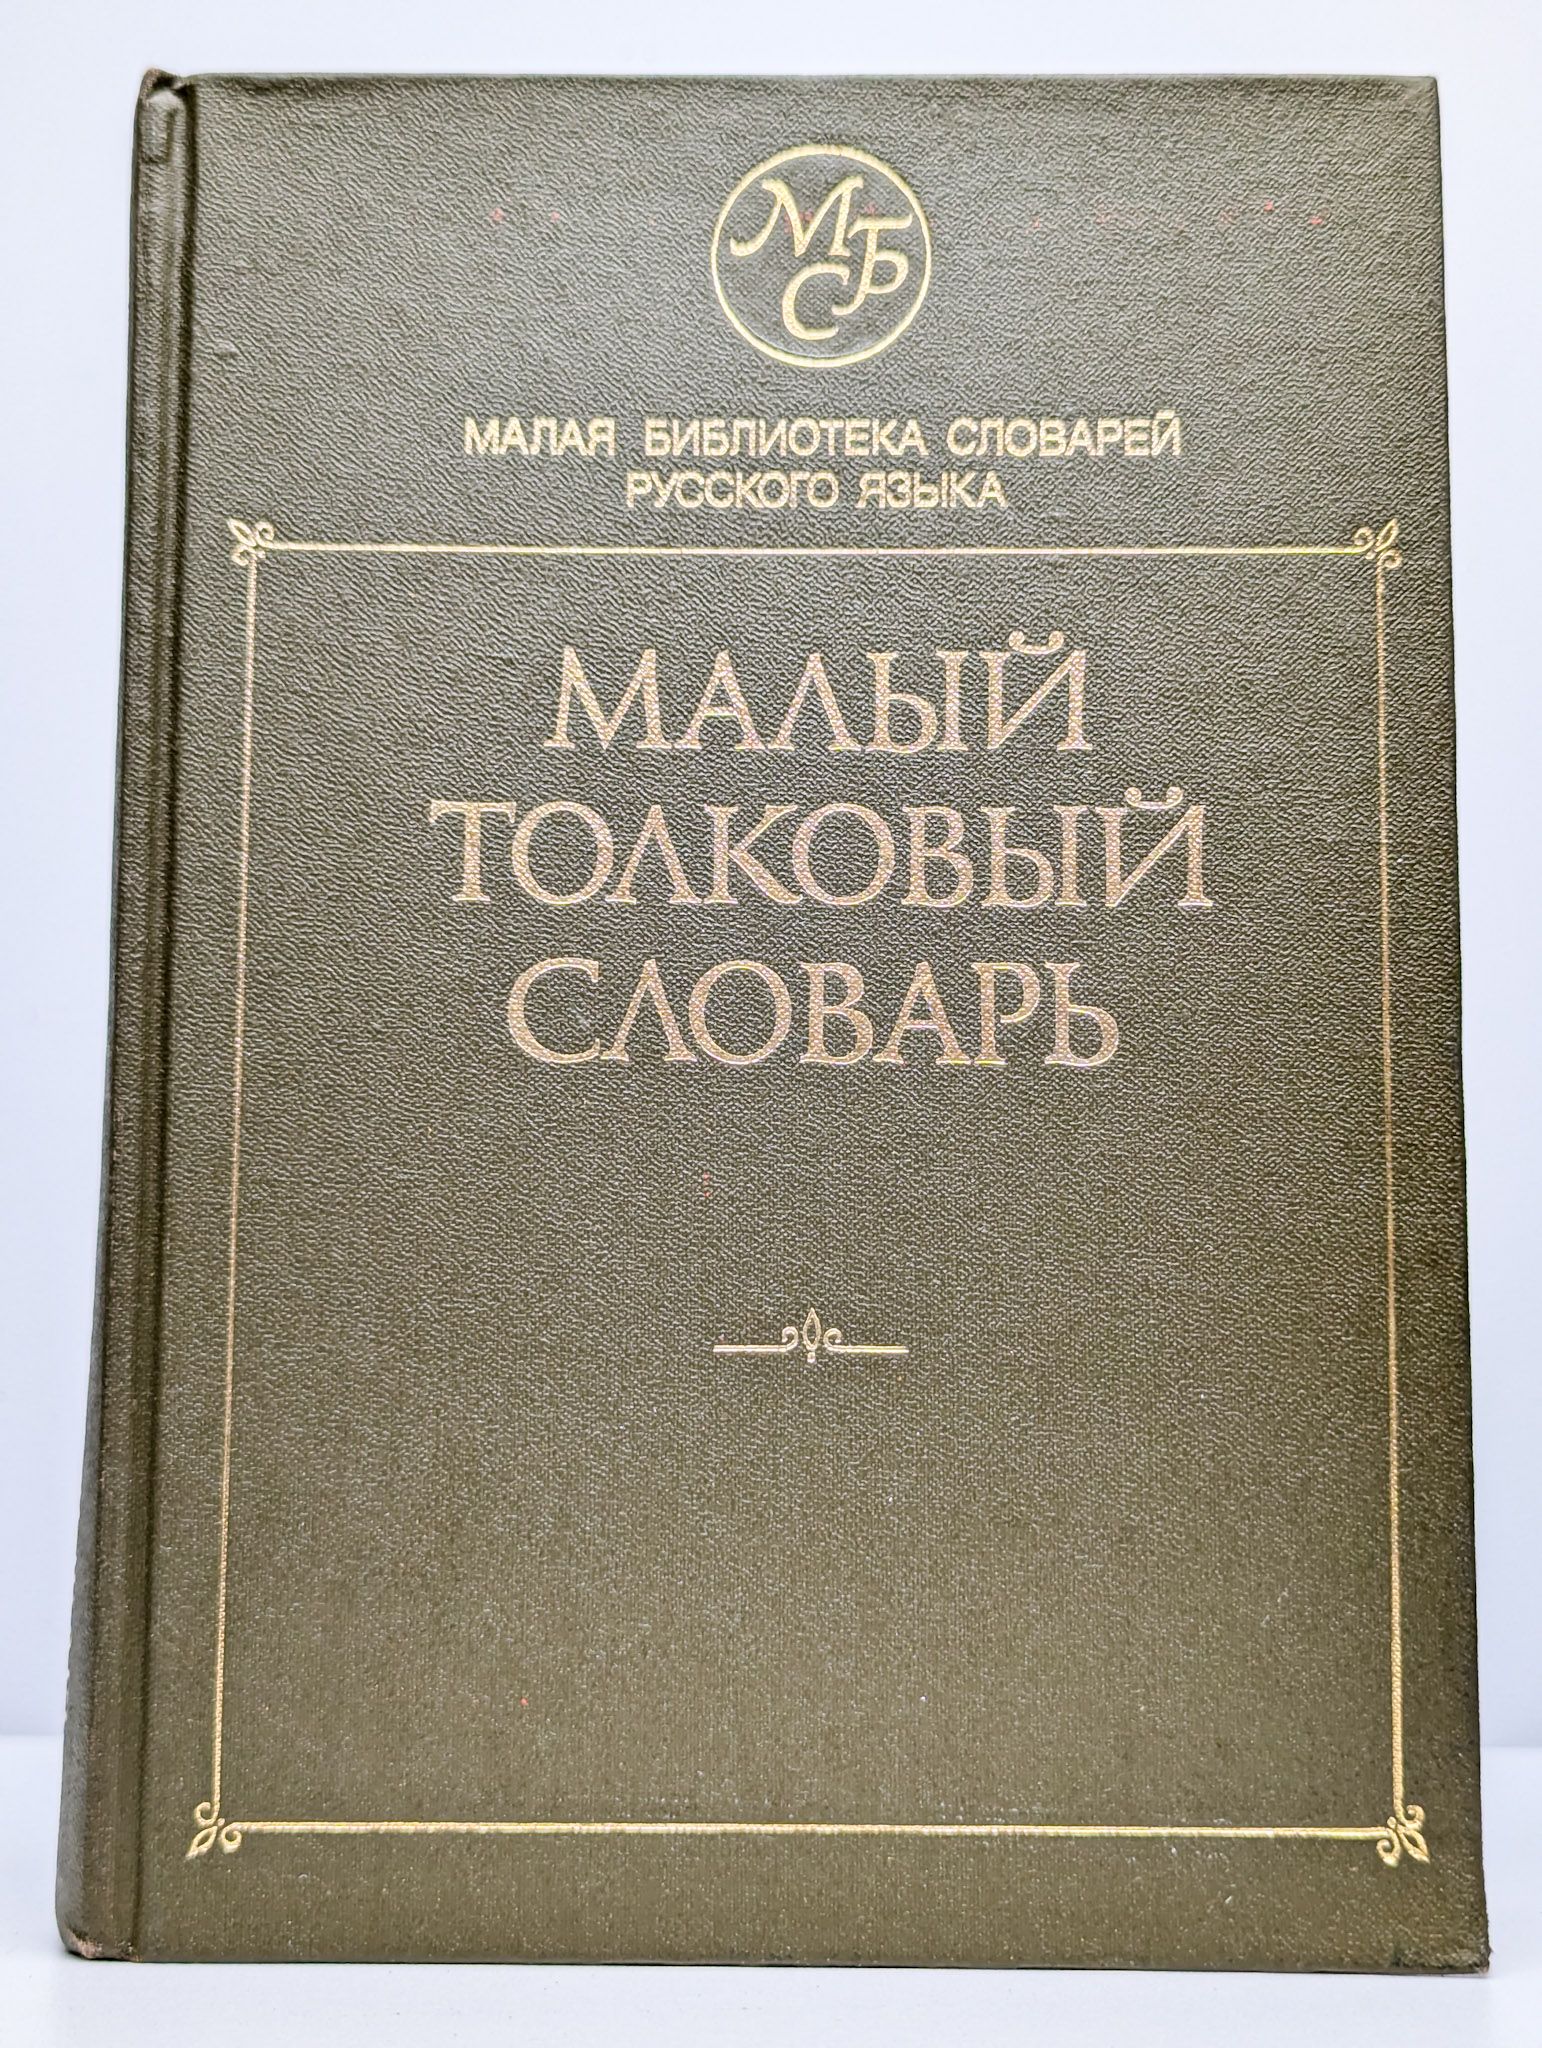 МБС
МАЛАЯ БИБЛИОТЕКА СЛОВАРЕЙ
РУССКОГО ЯЗЫКА
МАЛЫЙ
ТОЛКОВЫЙ
СЛОВАРЬ